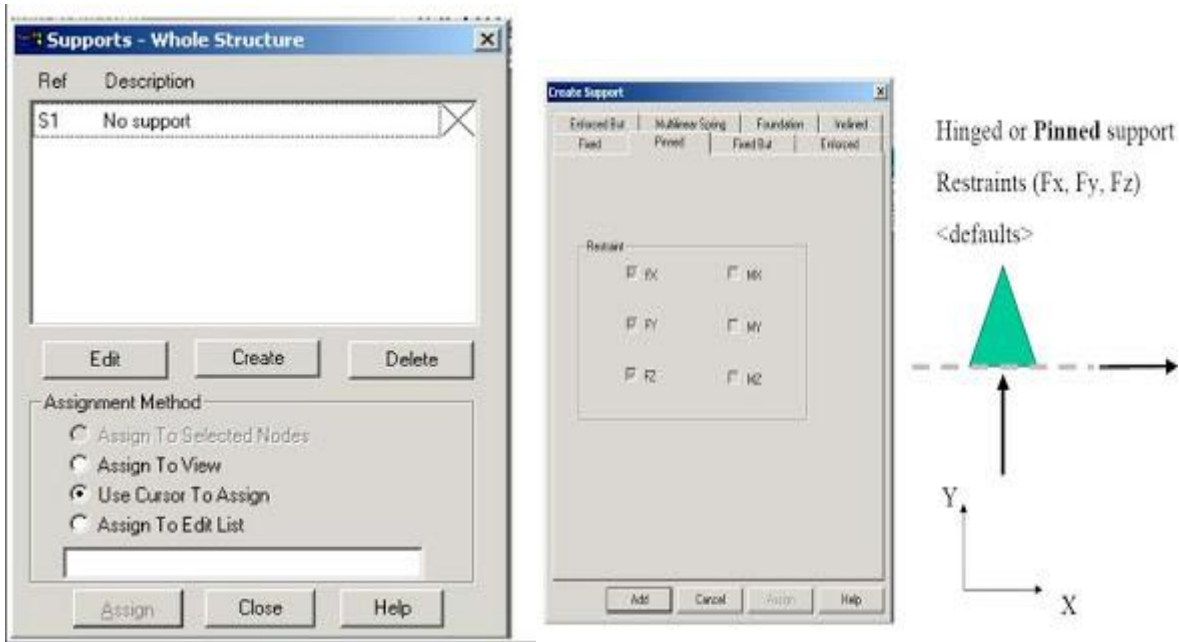 Supports - Whole Structure
Ref Description
S1 No support
Edit Create Delete
Assignment Method
Assign To Selected Nodes
Assign To View
Use Cursor To Assign
Assign To Edit List
Assign Close Help
Create Support
Enforced But Multilinear Spring Foundation Inclined
Fixed Pinned Fixed But Enforced
Restraint
FX MX
FY MY
FZ MZ
Add Cancel Assign Help
Hinged or Pinned support
Restraints (Fx, Fy, Fz)
<defaults>
Y
X